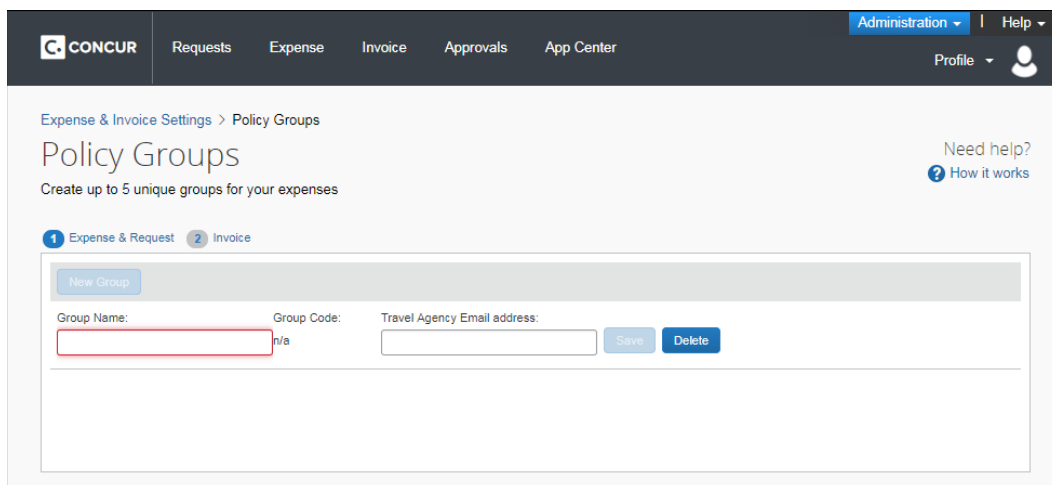 Administration | Help
C. CONCUR Requests Expense Invoice Approvals App Center
Profile
Expense & Invoice Settings > Policy Groups
Policy Groups
Need help?
Create up to 5 unique groups for your expenses
? How it works
1 Expense & Request 2 Invoice
New Group
Group Name: Group Code: Travel Agency Email address:
n/a Save Delete